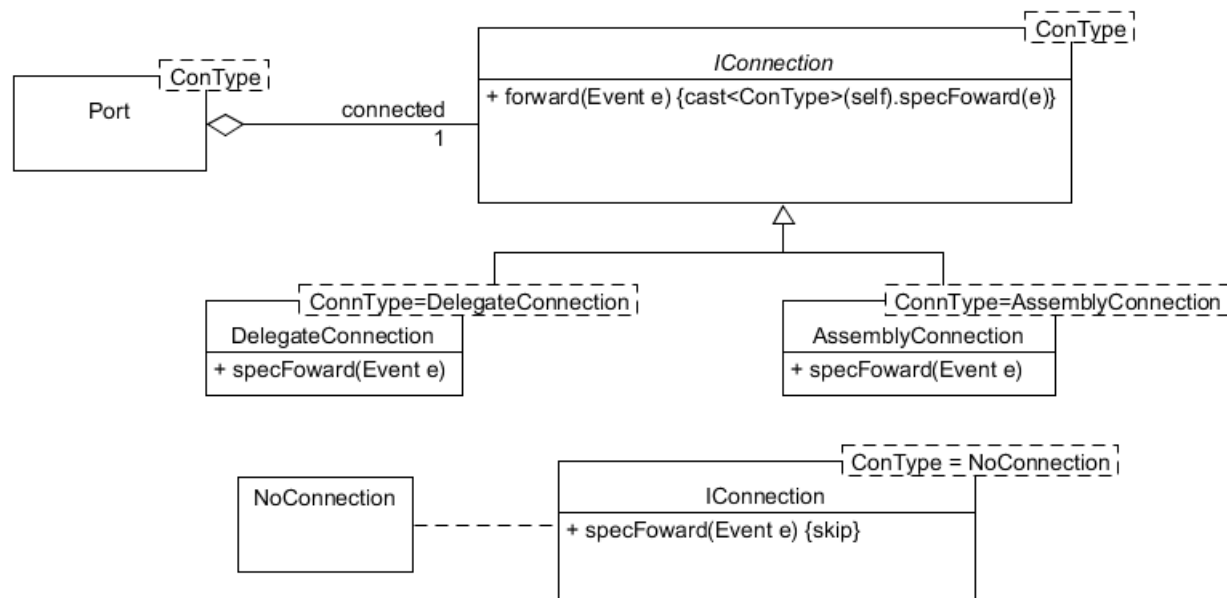 ConType
ConType
IConnection
Port
+ forward(Event e) {cast<ConType>(self).specFoward(e)}
connected
1
ConnType=DelegateConnection
ConnType=AssemblyConnection
DelegateConnection
AssemblyConnection
+ specFoward(Event e)
+ specFoward(Event e)
ConType = NoConnection
NoConnection
IConnection
+ specFoward(Event e) {skip}